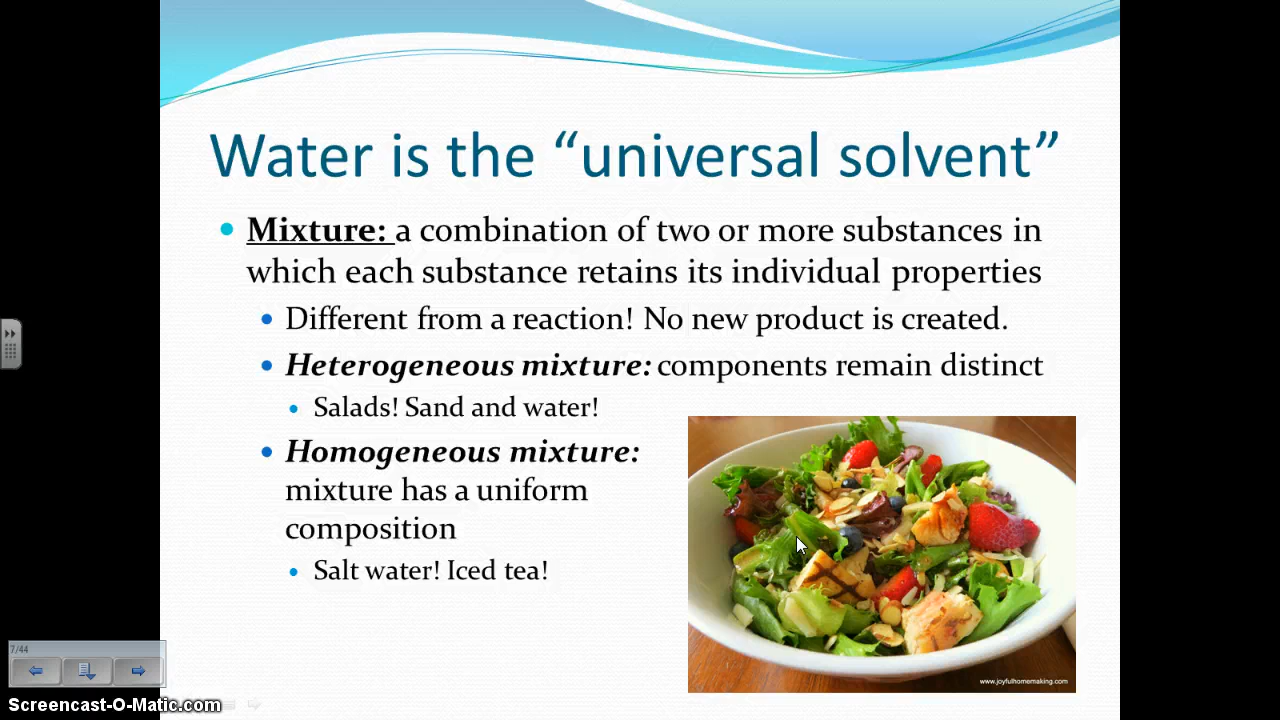 Water is the “universal solvent”
Mixture: a combination of two or more substances in
which each substance retains its individual properties
Different from a reaction! No new product is created.
Heterogeneous mixture: components remain distinct
Salads! Sand and water!
Homogeneous mixture:
mixture has a uniform
composition
Salt water! Iced tea!
www.joyfulhomemaking.com
7/44
Screencast-O-Matic.com